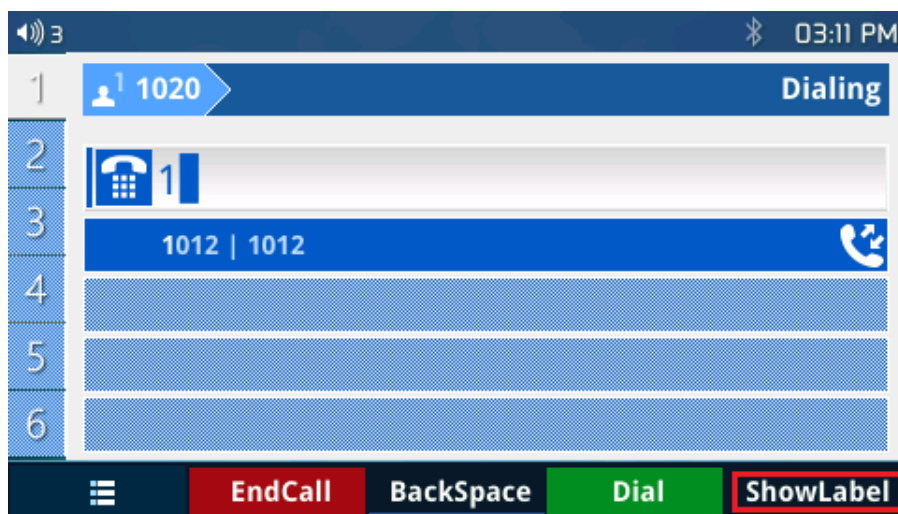 3 03:11 PM
1 1 1020 Dialing
2 1
3 1012 | 1012
4
5
6
EndCall BackSpace Dial ShowLabel